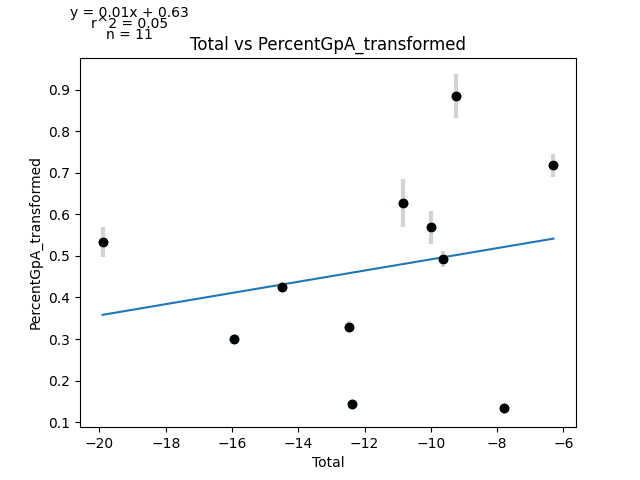 y = 0.01x + 0.63
r^2 = 0.05
n = 11
Total vs PercentGpA_transformed
PercentGpA_transformed
0.9
0.8
0.7
0.6
0.5
0.4
0.3
0.2
0.1
−20 −18 −16 −14 −12 −10 −8 −6
Total